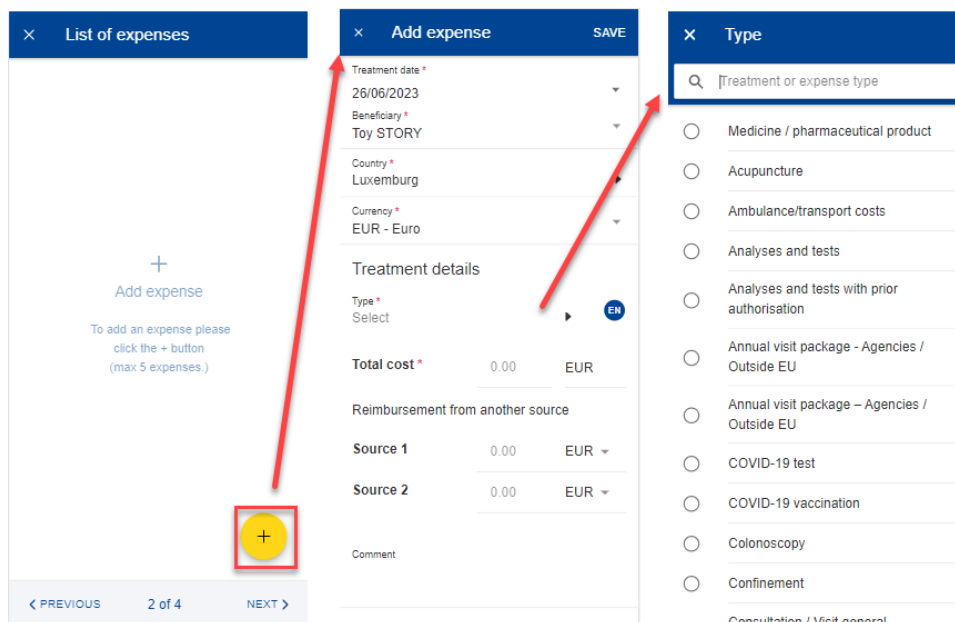 List of expenses
Add expense
To add an expense please
click the + button
(max 5 expenses.)
+
PREVIOUS 2 of 4 NEXT
Add expense SAVE
Treatment date *
26/06/2023
Beneficiary *
Toy STORY
Country *
Luxemburg
Currency *
EUR - Euro
Treatment details
Type *
Select EN
Total cost * 0.00 EUR
Reimbursement from another source
Source 1 0.00 EUR
Source 2 0.00 EUR
Comment
Type
Treatment or expense type
Medicine / pharmaceutical product
Acupuncture
Ambulance/transport costs
Analyses and tests
Analyses and tests with prior
authorisation
Annual visit package - Agencies /
Outside EU
Annual visit package – Agencies /
Outside EU
COVID-19 test
COVID-19 vaccination
Colonoscopy
Confinement
Consultation / Visit general